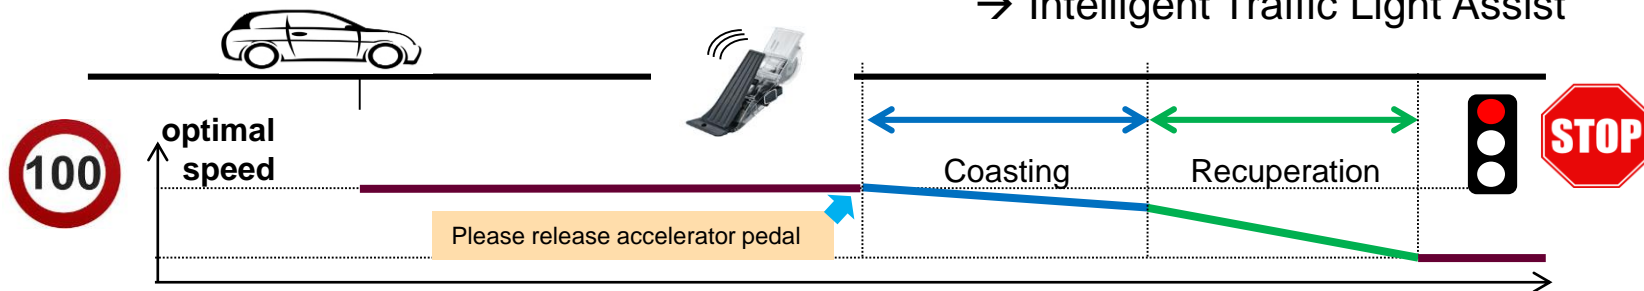 → Intelligent Traffic Light Assist
100
optimal
speed
Coasting
Recuperation
STOP
Please release accelerator pedal